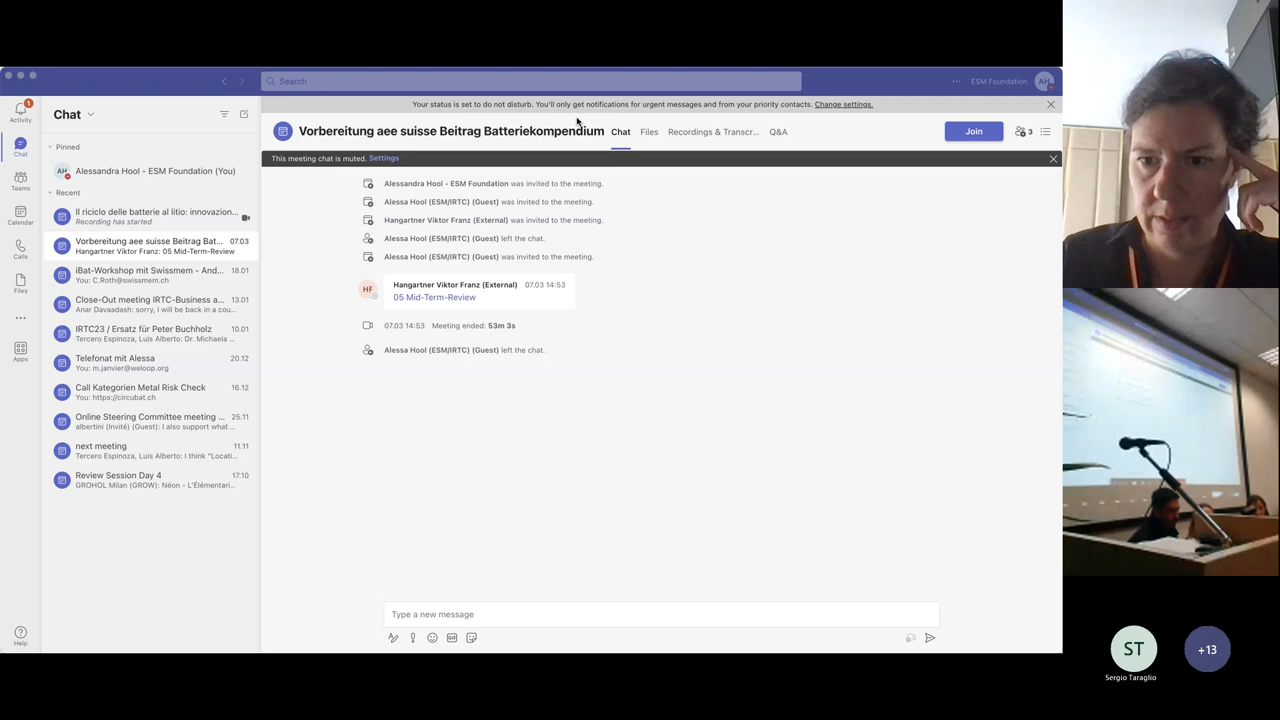 Search
ESM Foundation
AH
Your status is set to do not disturb. You'll only get notifications for urgent messages and from your priority contacts. Change settings.
1
Activity
Chat
Teams
Calendar
Calls
Files
Apps
Help
Chat
Pinned
AH
Alessandra Hool - ESM Foundation (You)
Recent
Il riciclo delle batterie al litio: innovazion...
Recording has started
Vorbereitung aee suisse Beitrag Bat... 07.03
Hangartner Viktor Franz: 05 Mid-Term-Review
iBat-Workshop mit Swissmem - And... 18.01
You: C.Roth@swissmem.ch
Close-Out meeting IRTC-Business a... 13.01
Anar Davaadash: sorry, I will be back in a cou...
IRTC23 / Ersatz für Peter Buchholz 10.01
Tercero Espinoza, Luis Alberto: Dr. Michaela ...
Telefonat mit Alessa 20.12
You: m.janvier@weloop.org
Call Kategorien Metal Risk Check 16.12
You: https://circubat.ch
Online Steering Committee meeting ... 25.11
albertini (Invité) (Guest): I also support what ...
next meeting 11.11
Tercero Espinoza, Luis Alberto: I think "Locati...
Review Session Day 4 17.10
GROHOL Milan (GROW): Néon - L'Élémentari...
Vorbereitung aee suisse Beitrag Batteriekompendium Chat Files Recordings & Transcr... Q&A Join 3
This meeting chat is muted. Settings
Alessandra Hool - ESM Foundation was invited to the meeting.
Alessa Hool (ESM/IRTC) (Guest) was invited to the meeting.
Hangartner Viktor Franz (External) was invited to the meeting.
Alessa Hool (ESM/IRTC) (Guest) left the chat.
Alessa Hool (ESM/IRTC) (Guest) was invited to the meeting.
HF
Hangartner Viktor Franz (External) 07.03 14:53
05 Mid-Term-Review
07.03 14:53 Meeting ended: 53m 3s
Alessa Hool (ESM/IRTC) (Guest) left the chat.
Type a new message
GIF
ST
Sergio Taraglio
+13